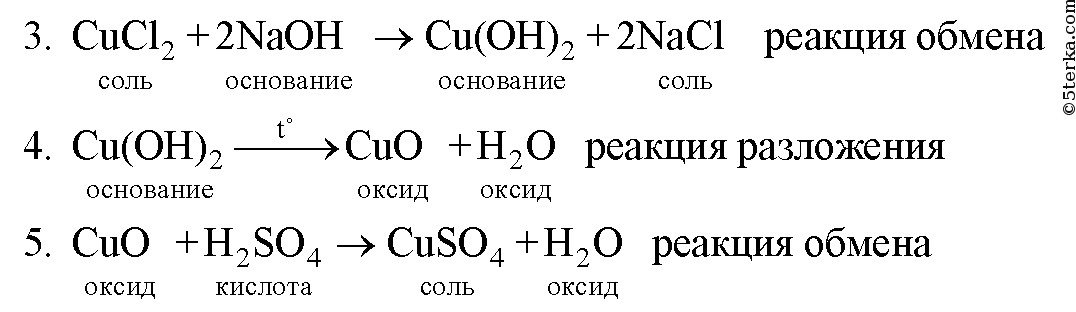 3. CuCl₂ + 2NaOH → Cu(OH)₂ + 2NaCl реакция обмена
соль основание основание соль
4. Cu(OH)₂ —t°→ CuO + H₂O реакция разложения
основание оксид оксид
5. CuO + H₂SO₄ → CuSO₄ + H₂O реакция обмена
оксид кислота соль оксид
©5terka.com